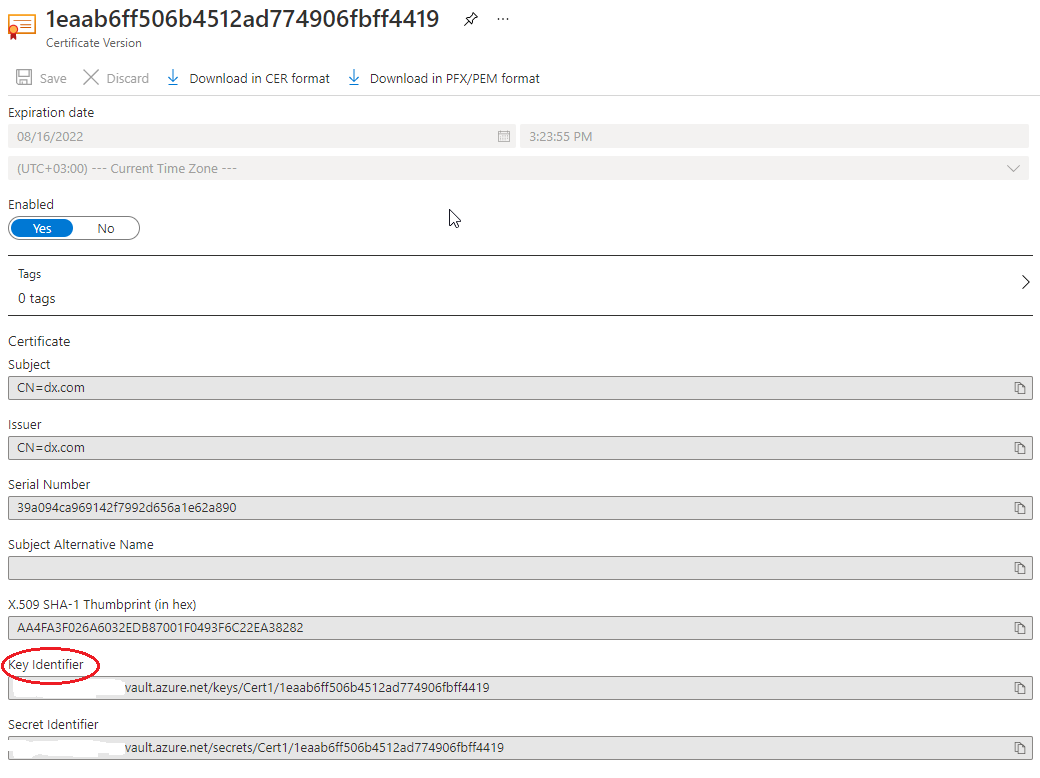 1eaab6ff506b4512ad774906fbff4419 ···
Certificate Version
Save Discard Download in CER format Download in PFX/PEM format
Expiration date
08/16/2022 3:23:55 PM
(UTC+03:00) --- Current Time Zone ---
Enabled
Yes No
Tags
0 tags
Certificate
Subject
CN=dx.com
Issuer
CN=dx.com
Serial Number
39a094ca969142f7992d656a1e62a890
Subject Alternative Name
X.509 SHA-1 Thumbprint (in hex)
AA4FA3F026A6032EDB87001F0493F6C22EA38282
Key Identifier
vault.azure.net/keys/Cert1/1eaab6ff506b4512ad774906fbff4419
Secret Identifier
vault.azure.net/secrets/Cert1/1eaab6ff506b4512ad774906fbff4419